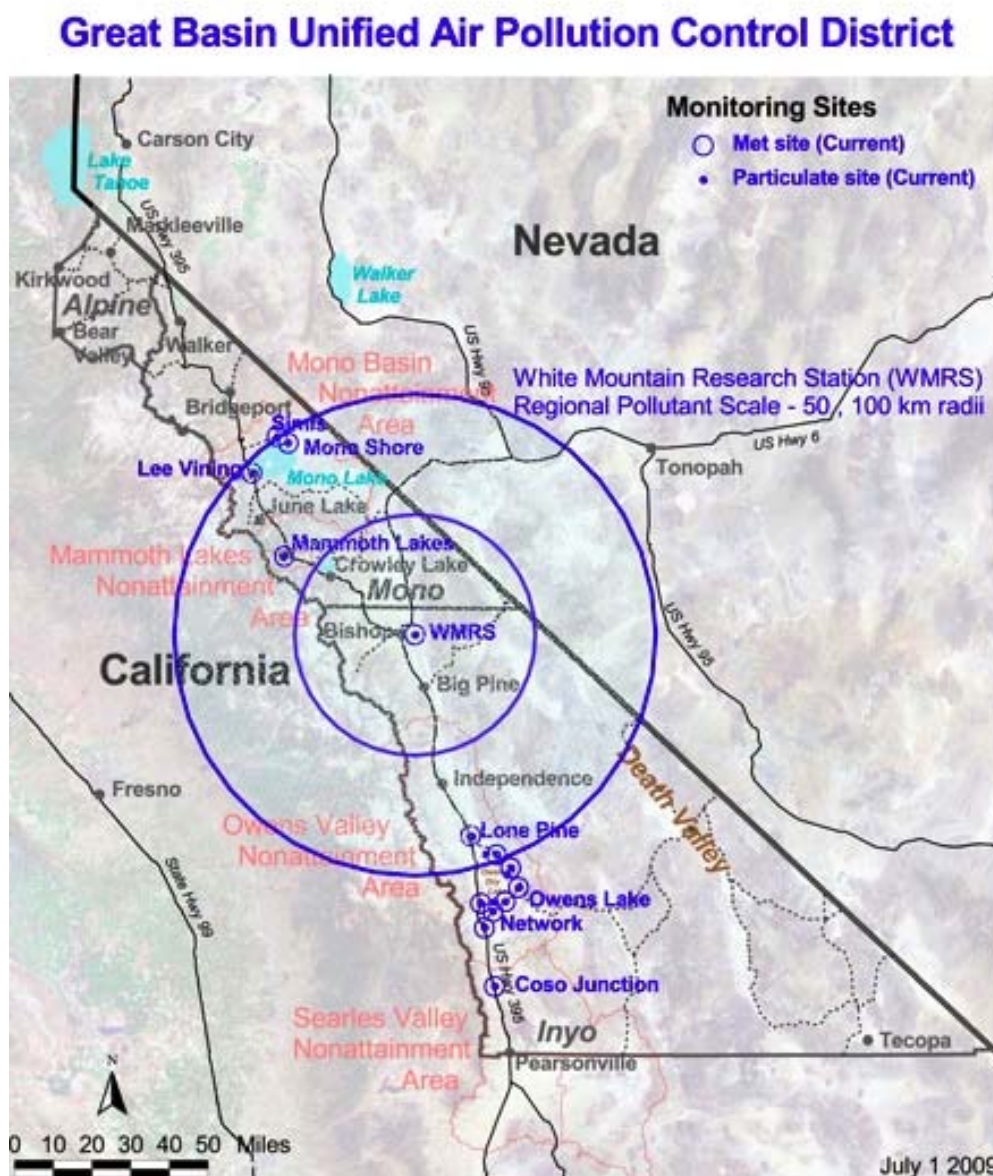 Great Basin Unified Air Pollution Control District
Monitoring Sites
Met site (Current)
Particulate site (Current)
Carson City
Lake
Tahoe
US Hwy 395
Markleeville
Nevada
Kirkwood
Alpine
Walker
Lake
Bear
Valley
Walker
US Hwy 95
Mono Basin
Nonattainment
Area
White Mountain Research Station (WMRS)
Regional Pollutant Scale - 50 , 100 km radii
Bridgeport
Simis
Mono Shore
US Hwy 6
Lee Vining
Mono Lake
Tonopah
June Lake
Mammoth Lakes
Mammoth Lakes
Nonattainment
Area
Crowley Lake
Mono
Bishop
WMRS
US Hwy 95
California
Big Pine
Independence
Death Valley
Fresno
Owens Valley
Nonattainment
Area
Lone Pine
State Hwy 99
Owens Lake
Network
US Hwy 395
Coso Junction
Searles Valley
Nonattainment
Area
Inyo
Tecopa
Pearsonville
N
0 10 20 30 40 50 Miles
July 1 2009